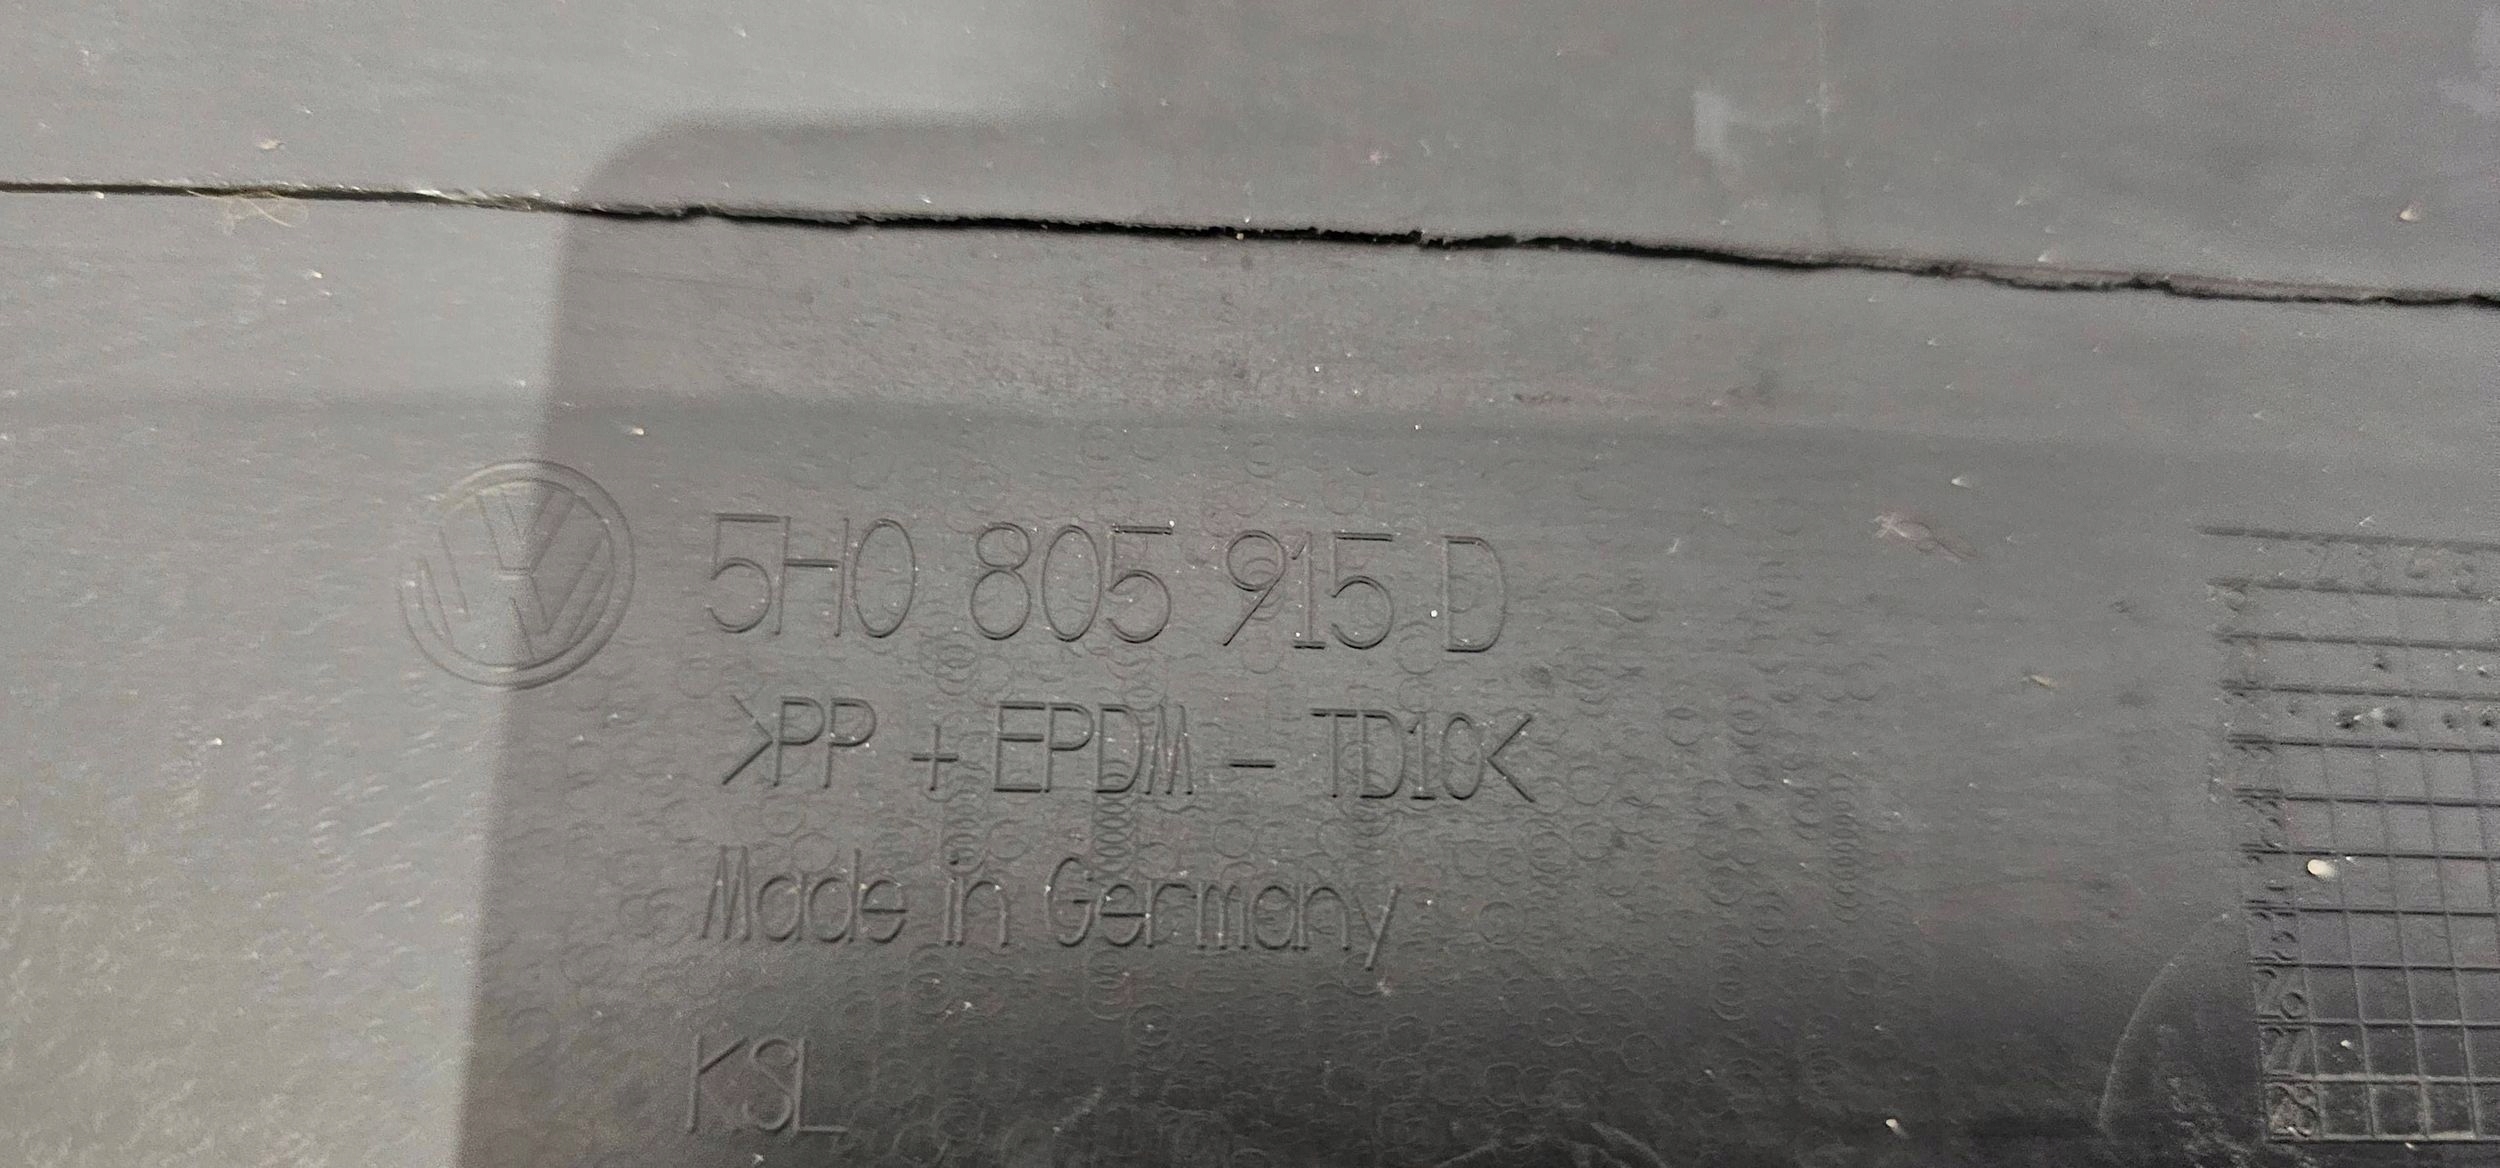 5H0 805 915 D
>PP + EPDM - TD10<
Made in Germany
KSL